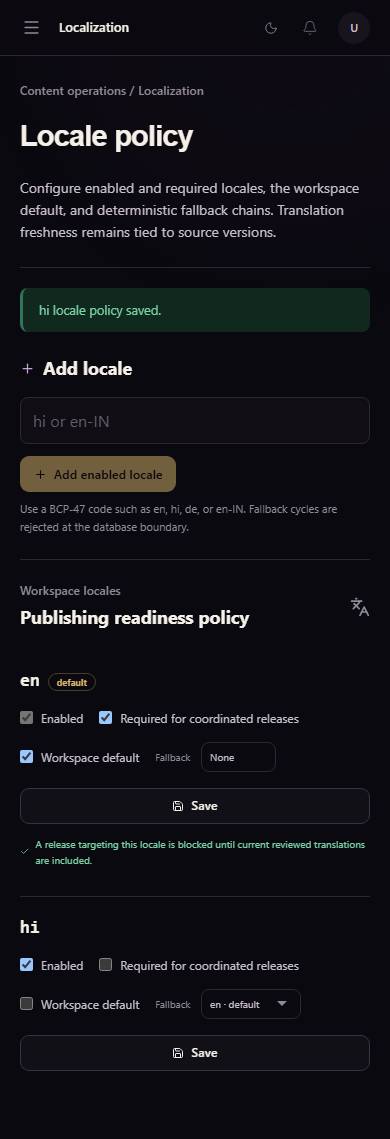 Localization
U
Content operations / Localization
Locale policy
Configure enabled and required locales, the workspace
default, and deterministic fallback chains. Translation
freshness remains tied to source versions.
hi locale policy saved.
+ Add locale
hi or en-IN
+ Add enabled locale
Use a BCP-47 code such as en, hi, de, or en-IN. Fallback cycles are
rejected at the database boundary.
Workspace locales
Publishing readiness policy
en default
Enabled Required for coordinated releases
Workspace default Fallback None
Save
A release targeting this locale is blocked until current reviewed translations
are included.
hi
Enabled Required for coordinated releases
Workspace default Fallback en · default
Save